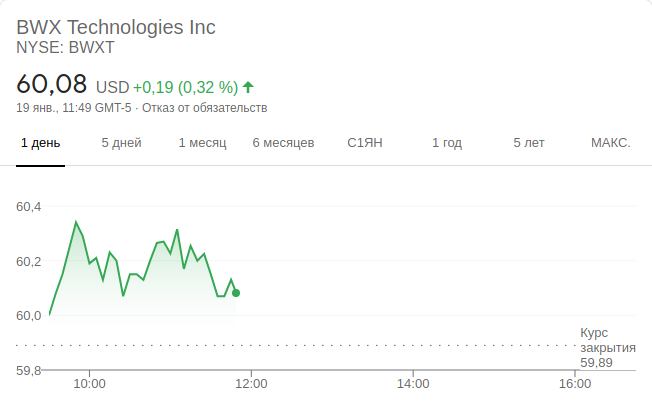 BWX Technologies Inc
NYSE: BWXT
60,08 USD +0,19 (0,32 %)
19 янв., 11:49 GMT-5 · Отказ от обязательств
1 день 5 дней 1 месяц 6 месяцев С1ЯН 1 год 5 лет МАКС.
60,4
60,2
60,0
Курс
закрытия
59,89
59,8
10:00 12:00 14:00 16:00